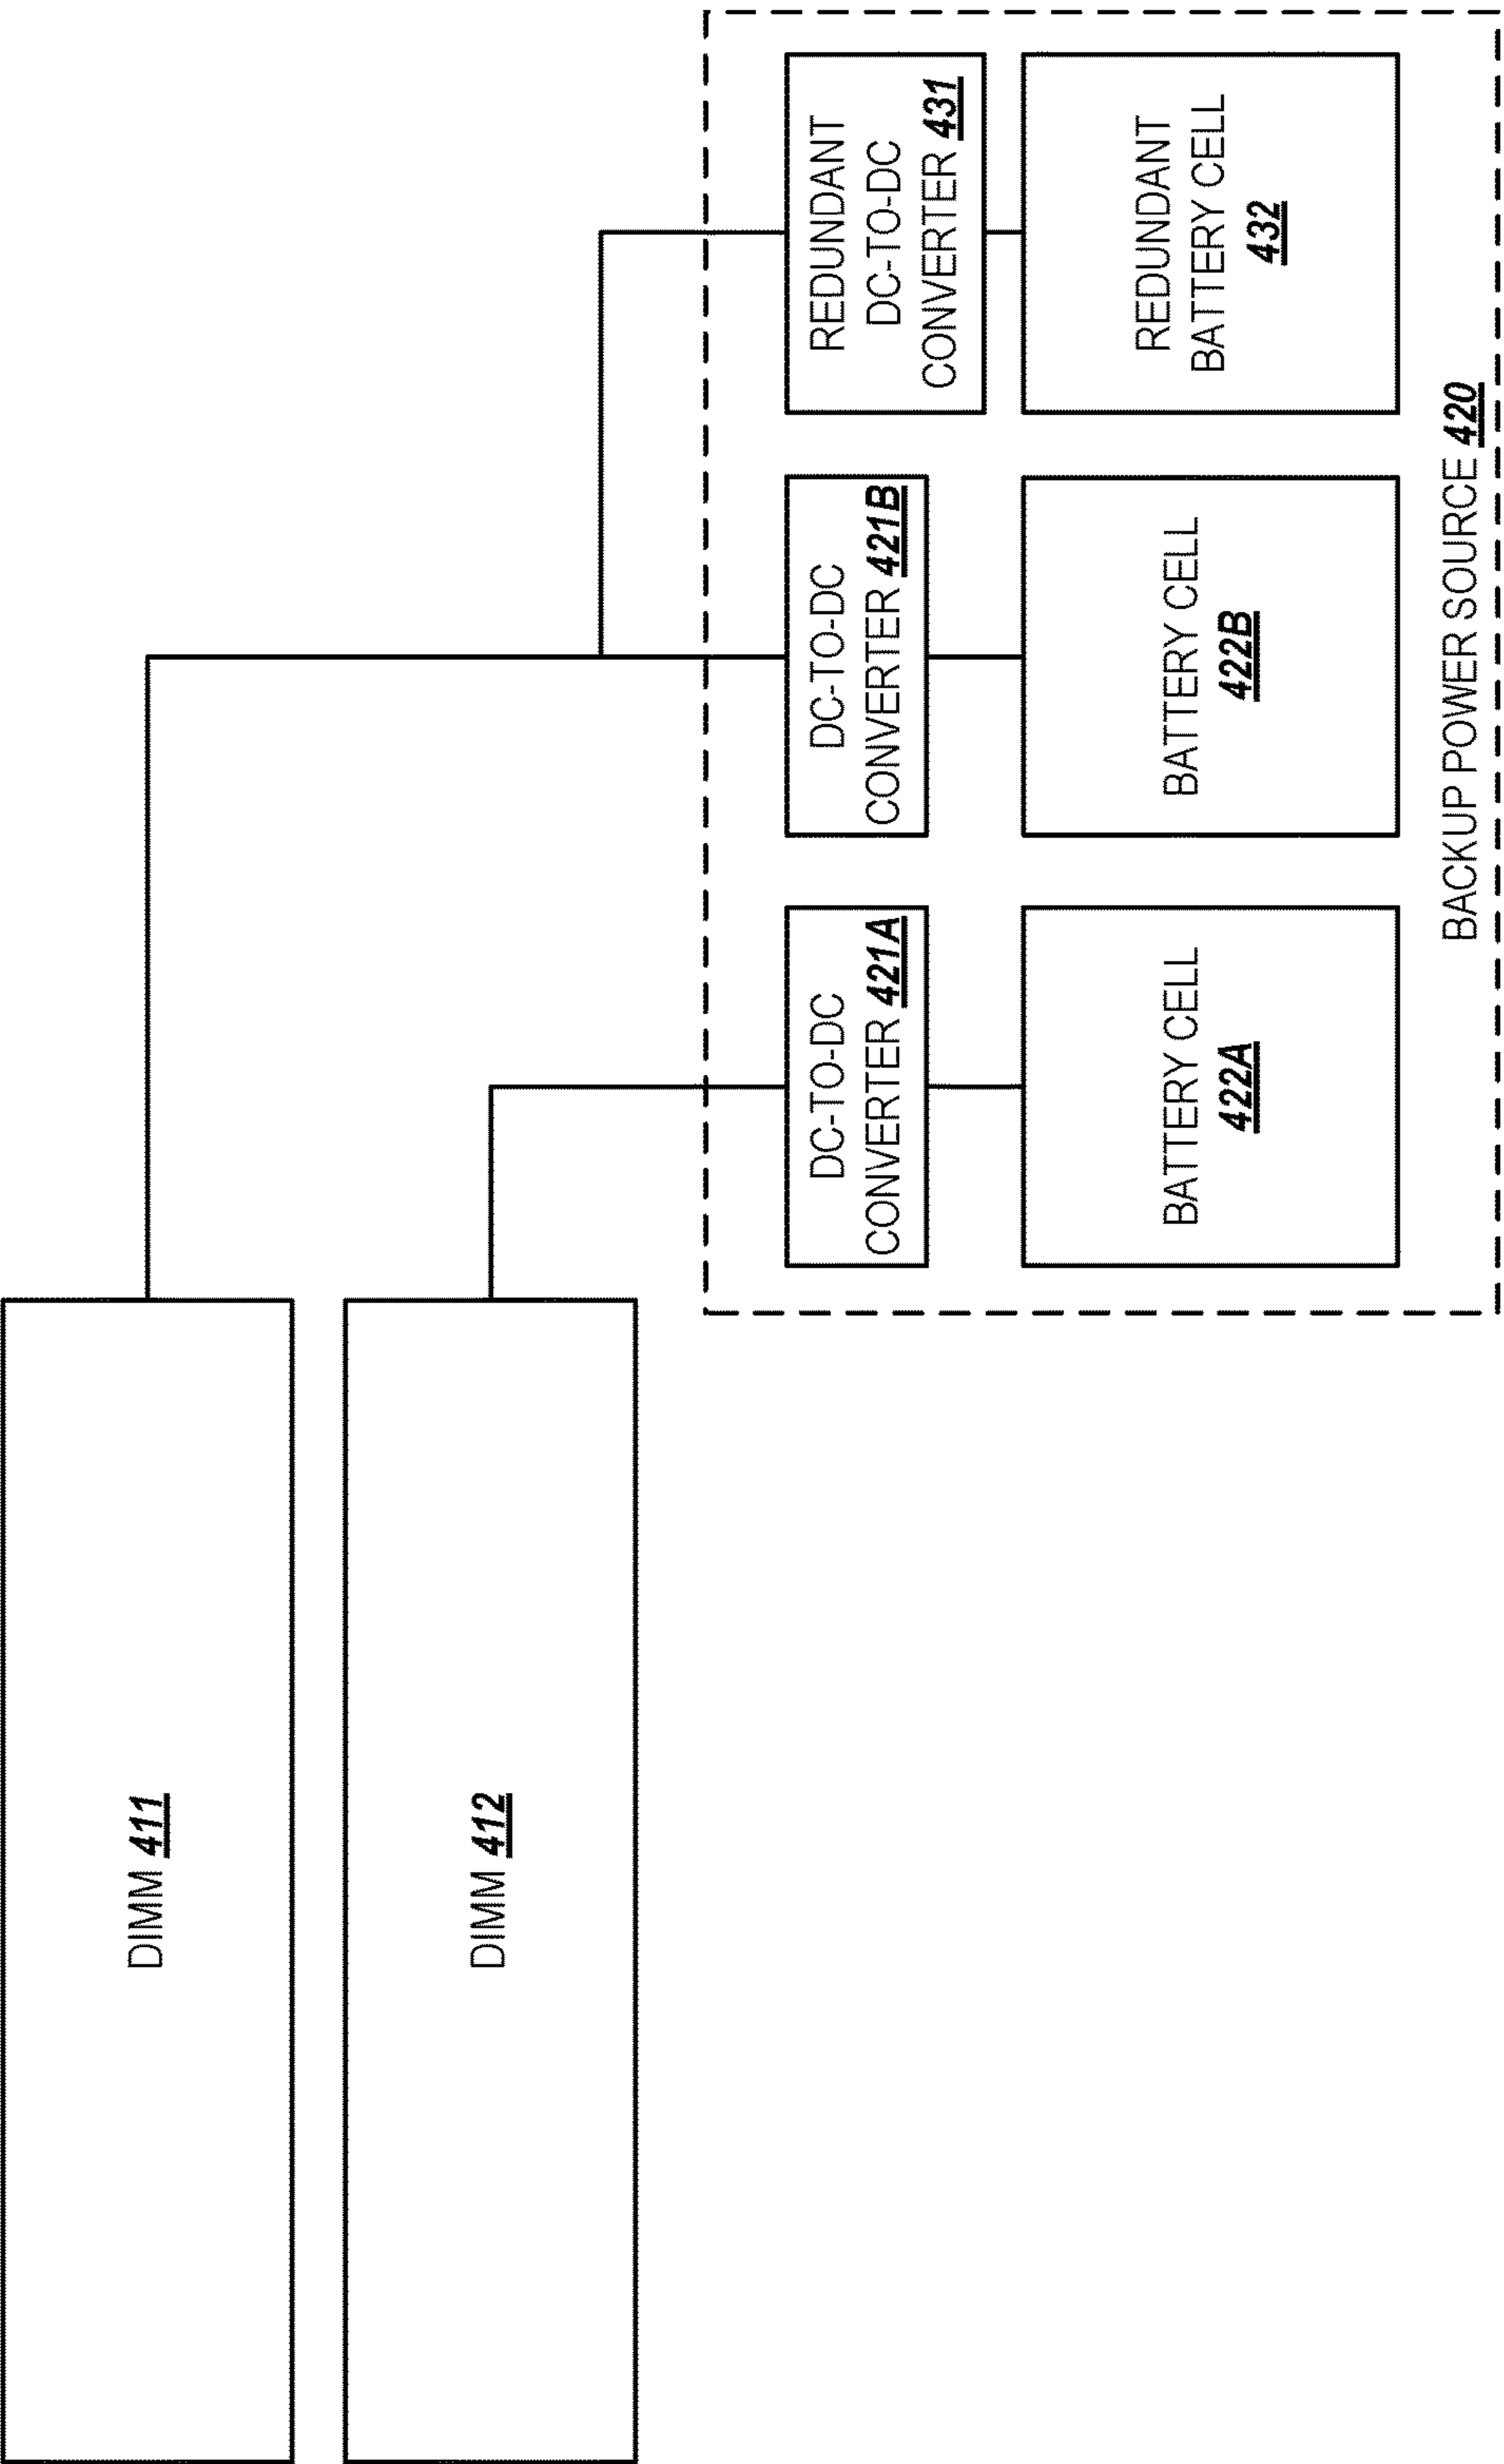 DIMM 411
DIMM 412
DC-TO-DC
CONVERTER 421A
DC-TO-DC
CONVERTER 421B
REDUNDANT
DC-TO-DC
CONVERTER 431
BATTERY CELL
422A
BATTERY CELL
422B
REDUNDANT
BATTERY CELL
432
BACKUP POWER SOURCE 420